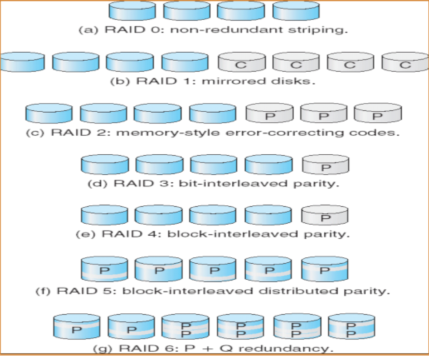 (a) RAID 0: non-redundant striping.
C C C C
(b) RAID 1: mirrored disks.
P P P
(c) RAID 2: memory-style error-correcting codes.
P
(d) RAID 3: bit-interleaved parity.
P
(e) RAID 4: block-interleaved parity.
P P P P P
(f) RAID 5: block-interleaved distributed parity.
P P P P P P
P P P P
(g) RAID 6: P + Q redundancy.